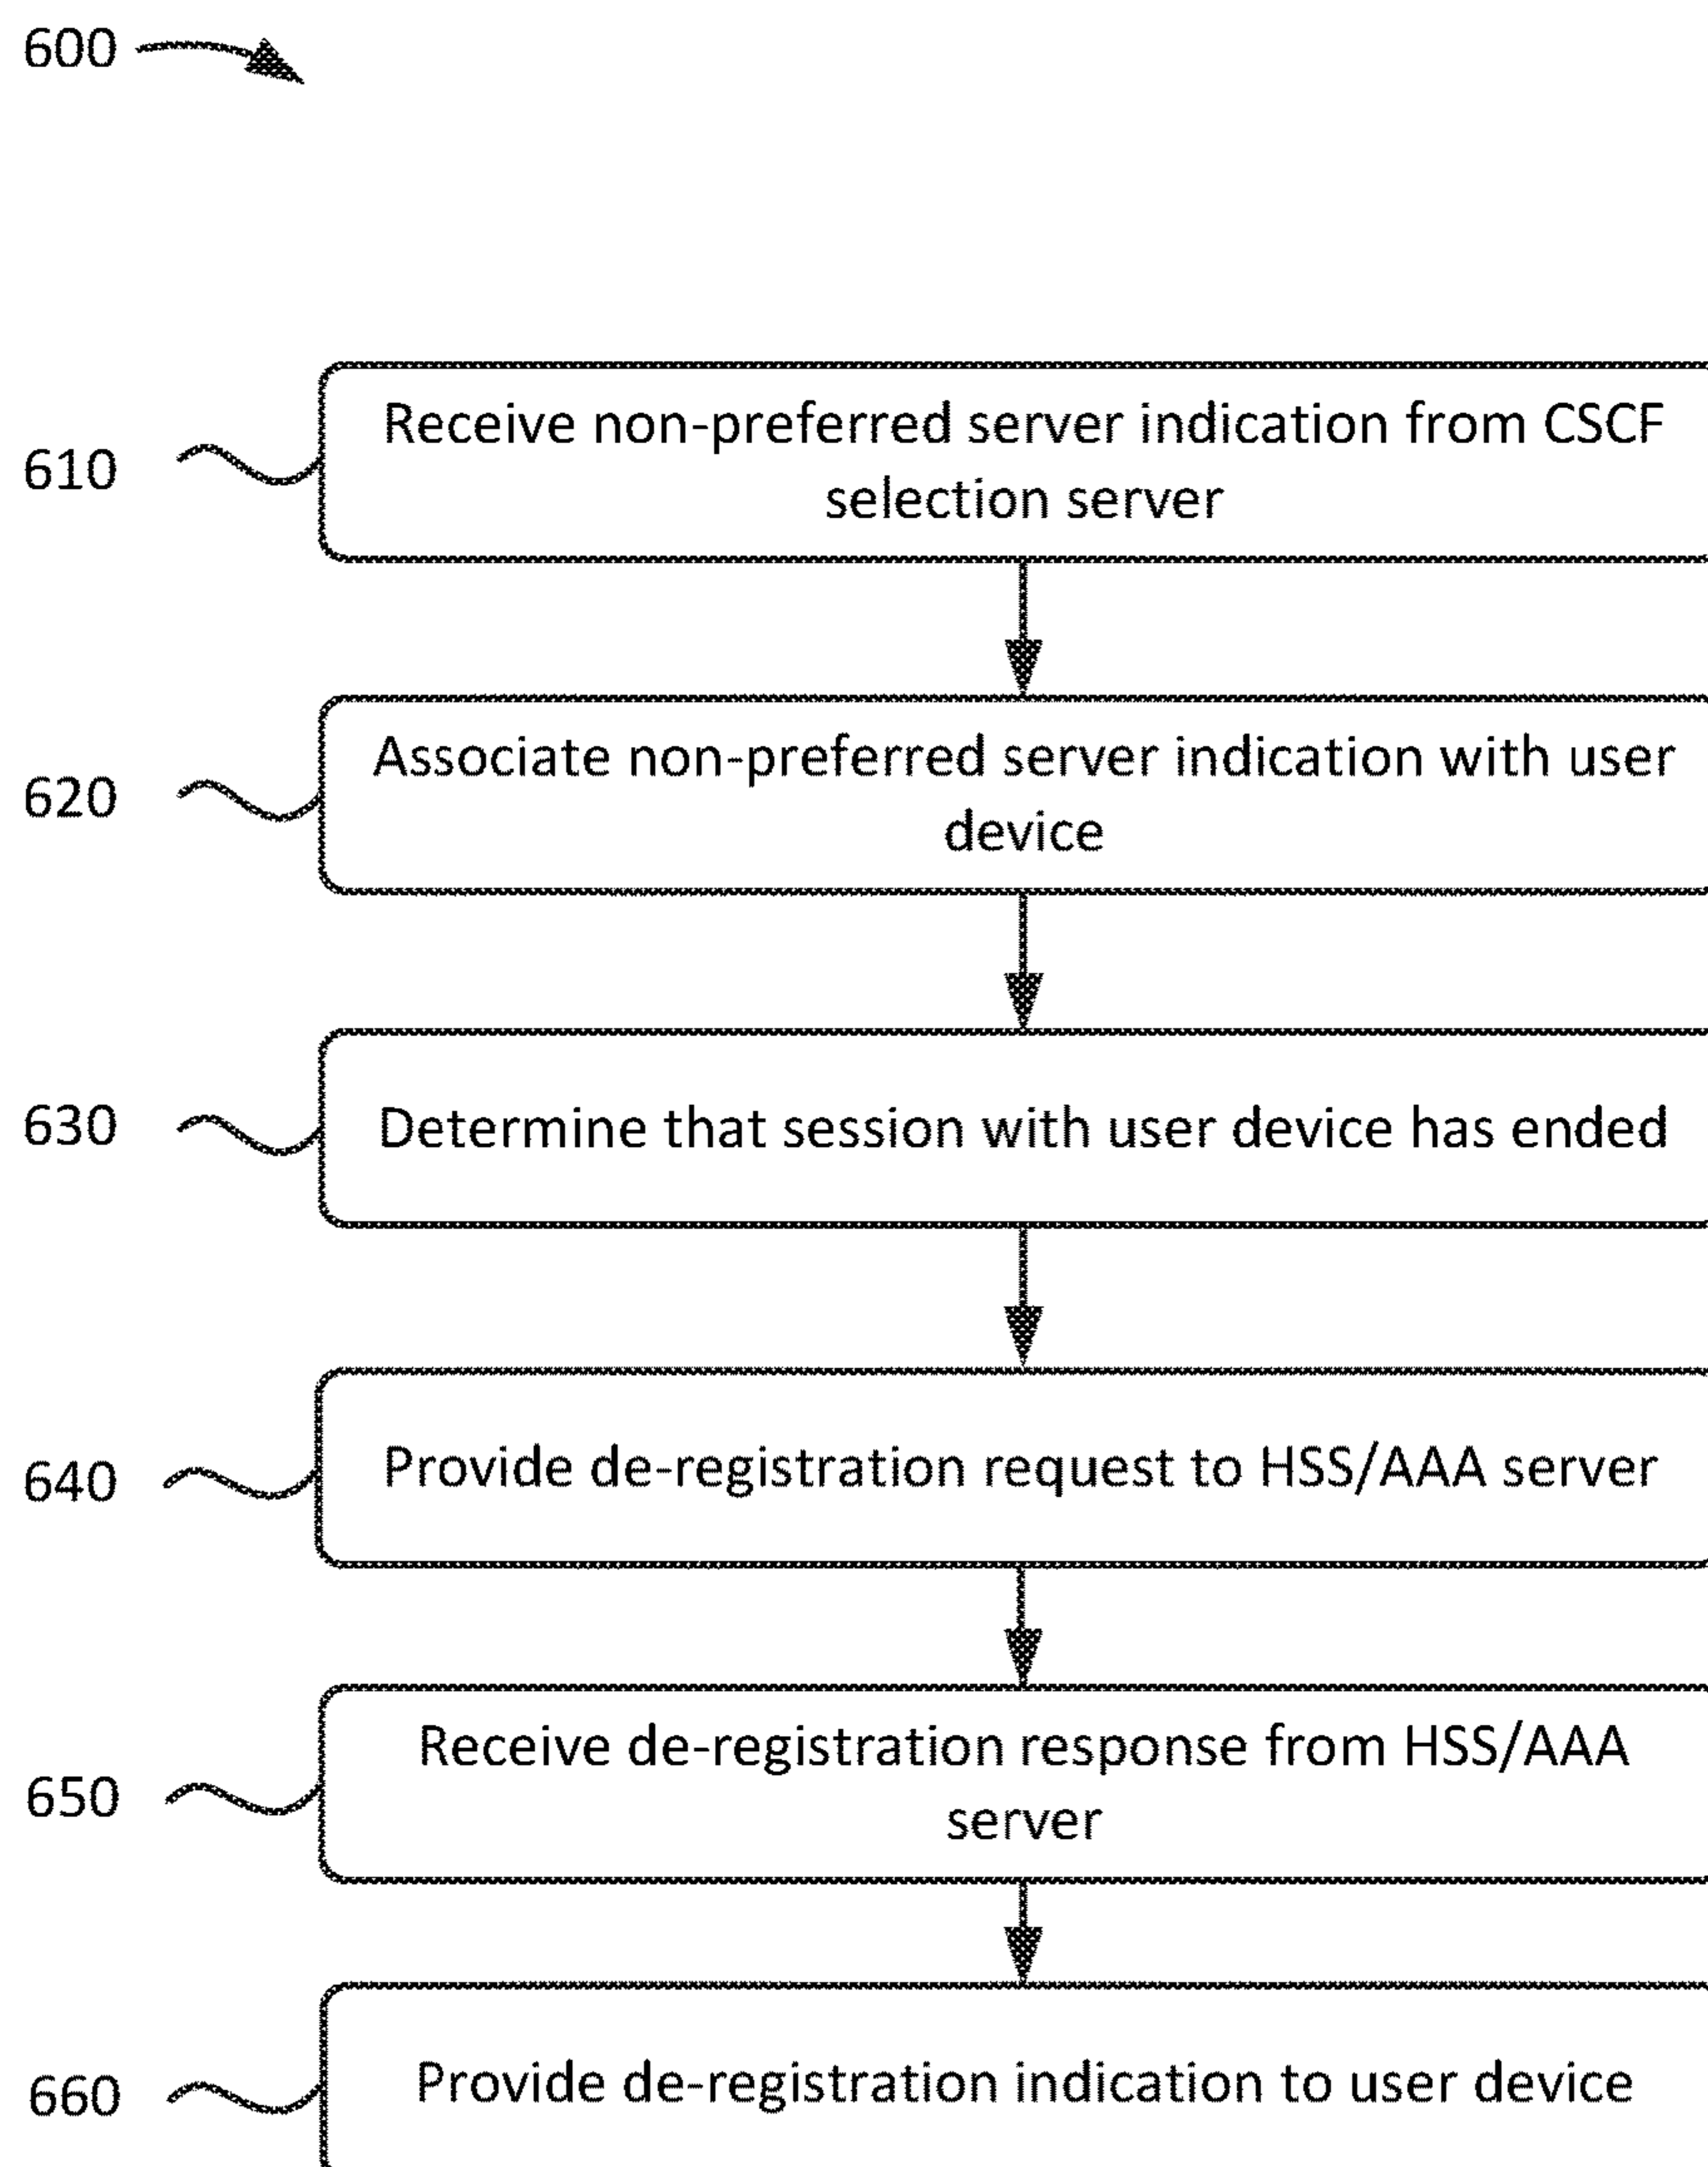 600
610
Receive non-preferred server indication from CSCF
selection server
620
Associate non-preferred server indication with user
device
630
Determine that session with user device has ended
640
Provide de-registration request to HSS/AAA server
650
Receive de-registration response from HSS/AAA
server
660
Provide de-registration indication to user device